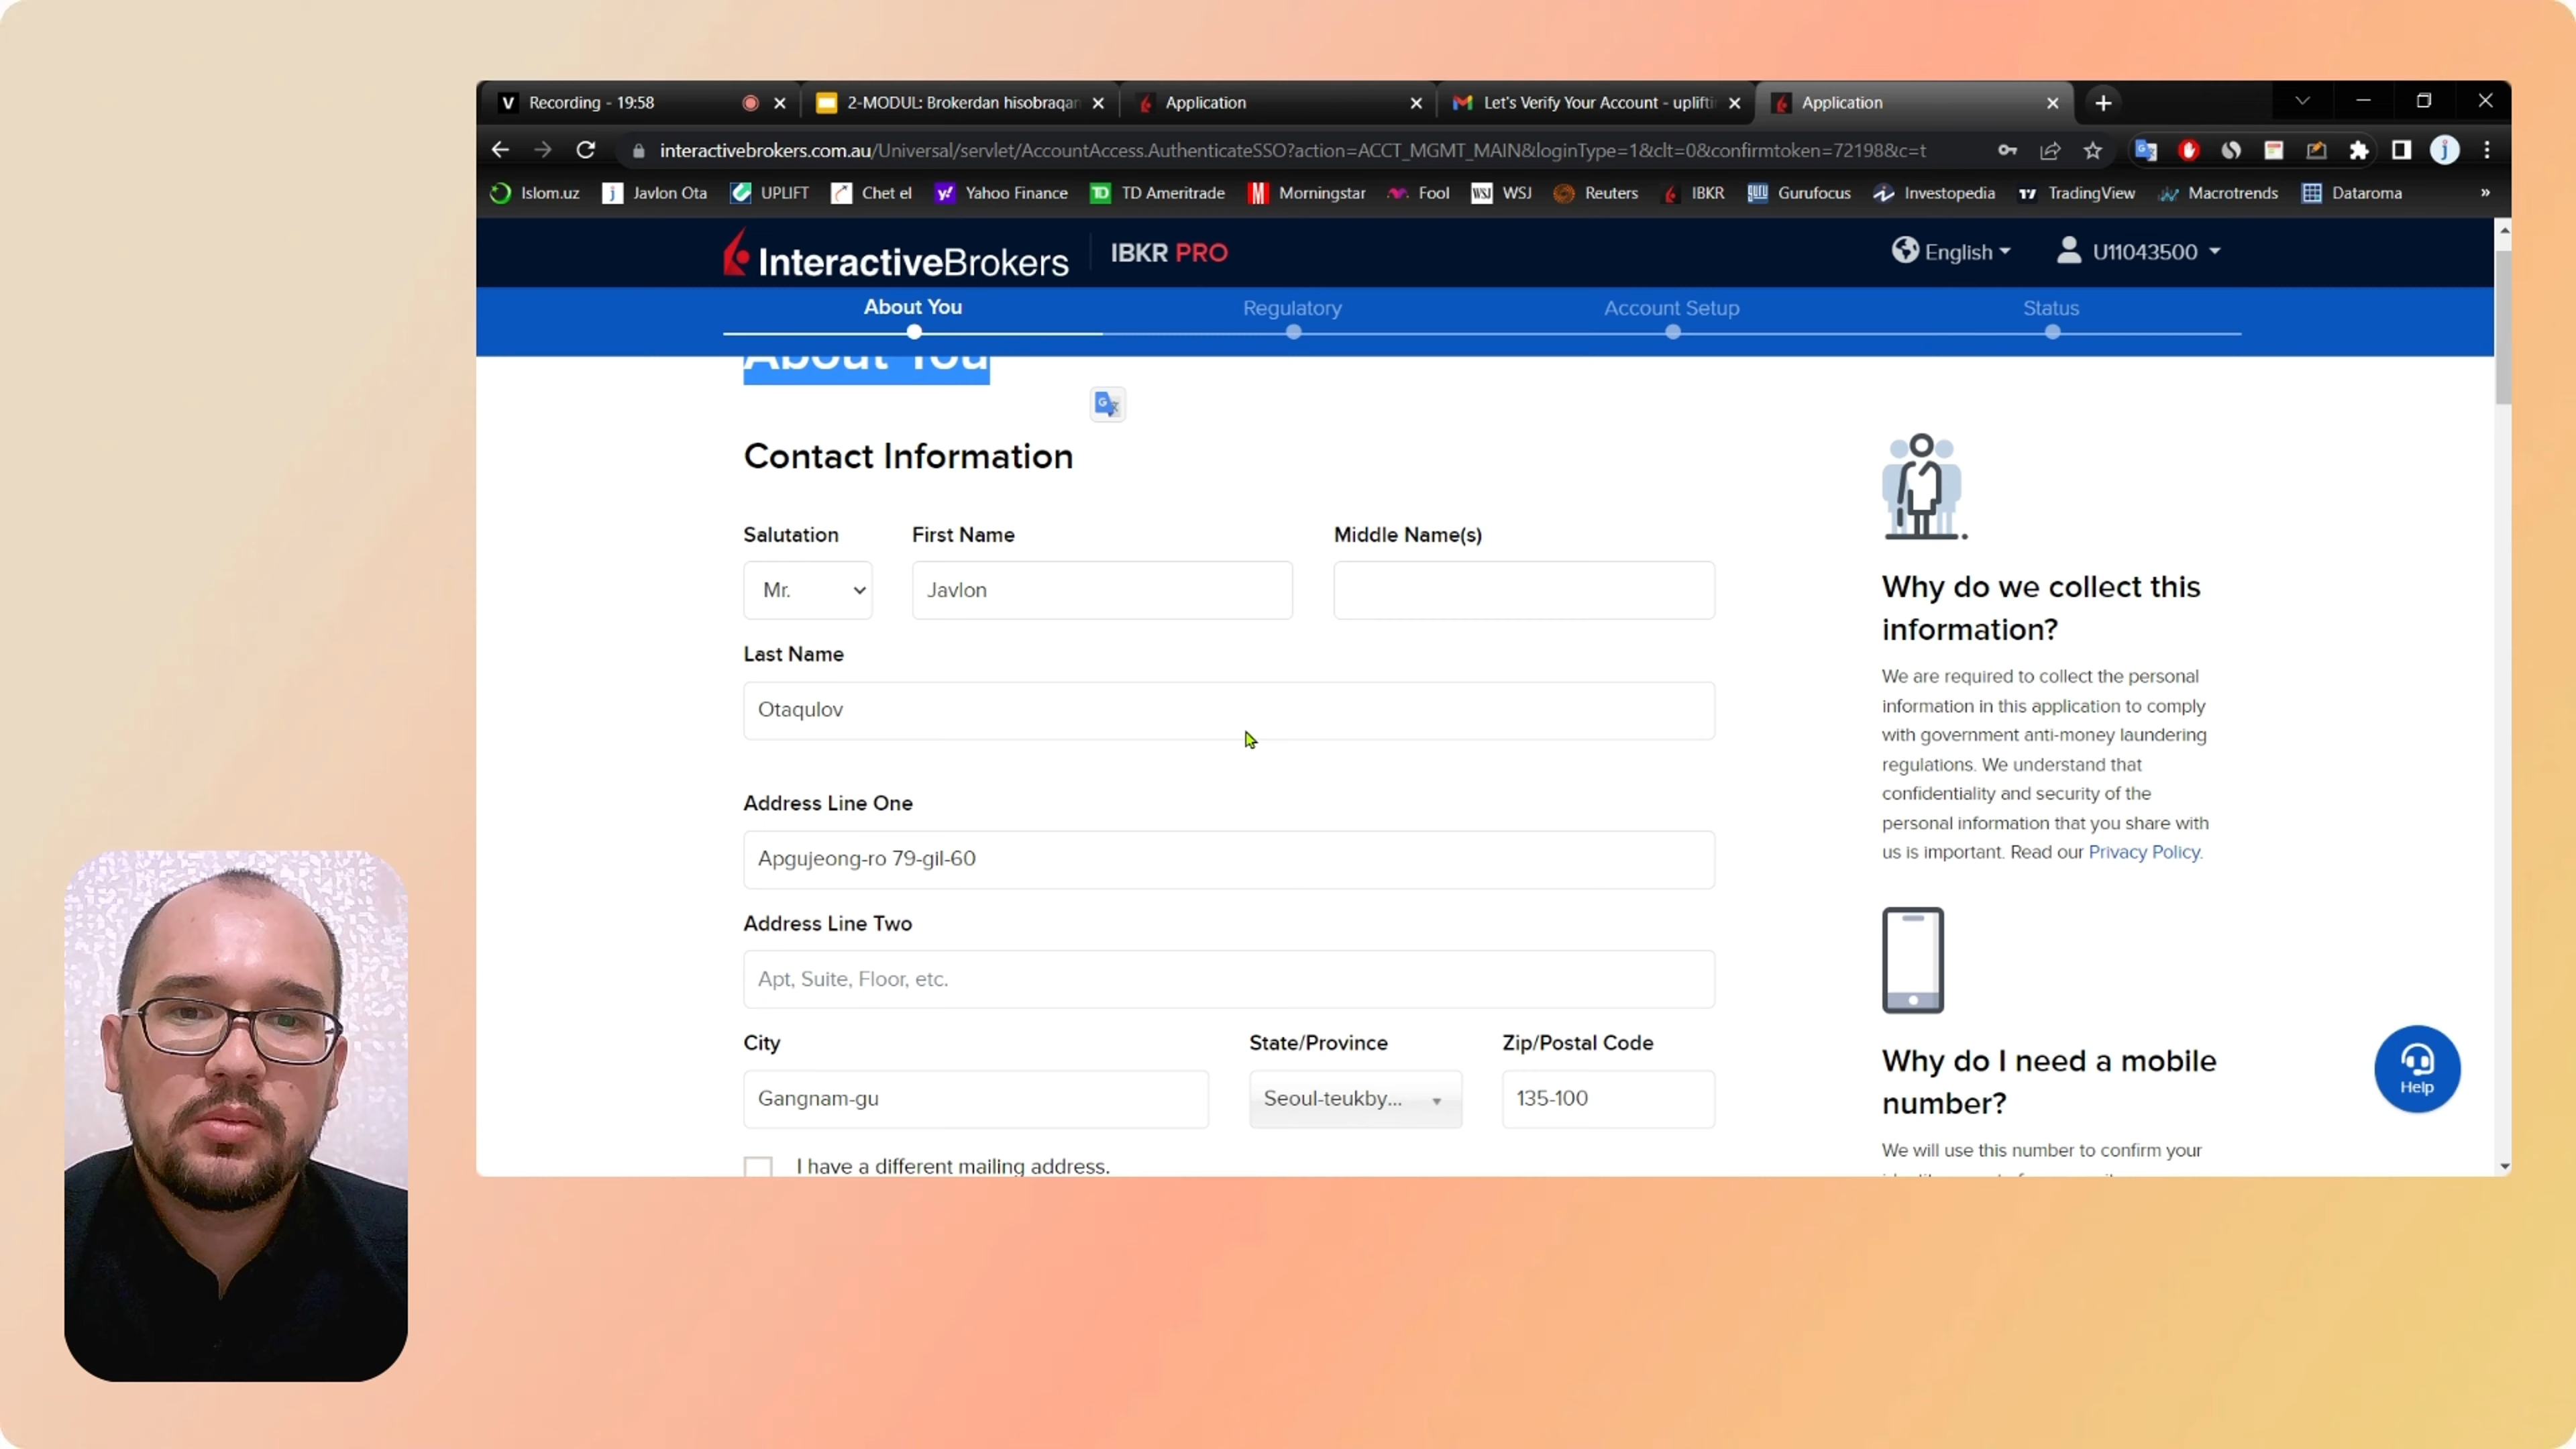 V Recording - 19:58
2-MODUL: Brokerdan hisobraqan
Application
Let's Verify Your Account - uplifti
Application
interactivebrokers.com.au/Universal/servlet/AccountAccess.AuthenticateSSO?action=ACCT_MGMT_MAIN&loginType=1&clt=0&confirmtoken=72198&c=t
Islom.uz
Javlon Ota
UPLIFT
Chet el
Yahoo Finance
TD Ameritrade
Morningstar
Fool
WSJ WSJ
Reuters
IBKR
Gurufocus
Investopedia
TradingView
Macrotrends
Dataroma
»
InteractiveBrokers
IBKR PRO
English
U11043500
About You
Regulatory
Account Setup
Status
About You
Contact Information
Salutation
First Name
Middle Name(s)
Mr.
Javlon
Last Name
Otaqulov
Address Line One
Apgujeong-ro 79-gil-60
Address Line Two
Apt, Suite, Floor, etc.
City
State/Province
Zip/Postal Code
Gangnam-gu
Seoul-teukby...
135-100
I have a different mailing address.
Why do we collect this
information?
We are required to collect the personal
information in this application to comply
with government anti-money laundering
regulations. We understand that
confidentiality and security of the
personal information that you share with
us is important. Read our Privacy Policy.
Why do I need a mobile
number?
We will use this number to confirm your
Help